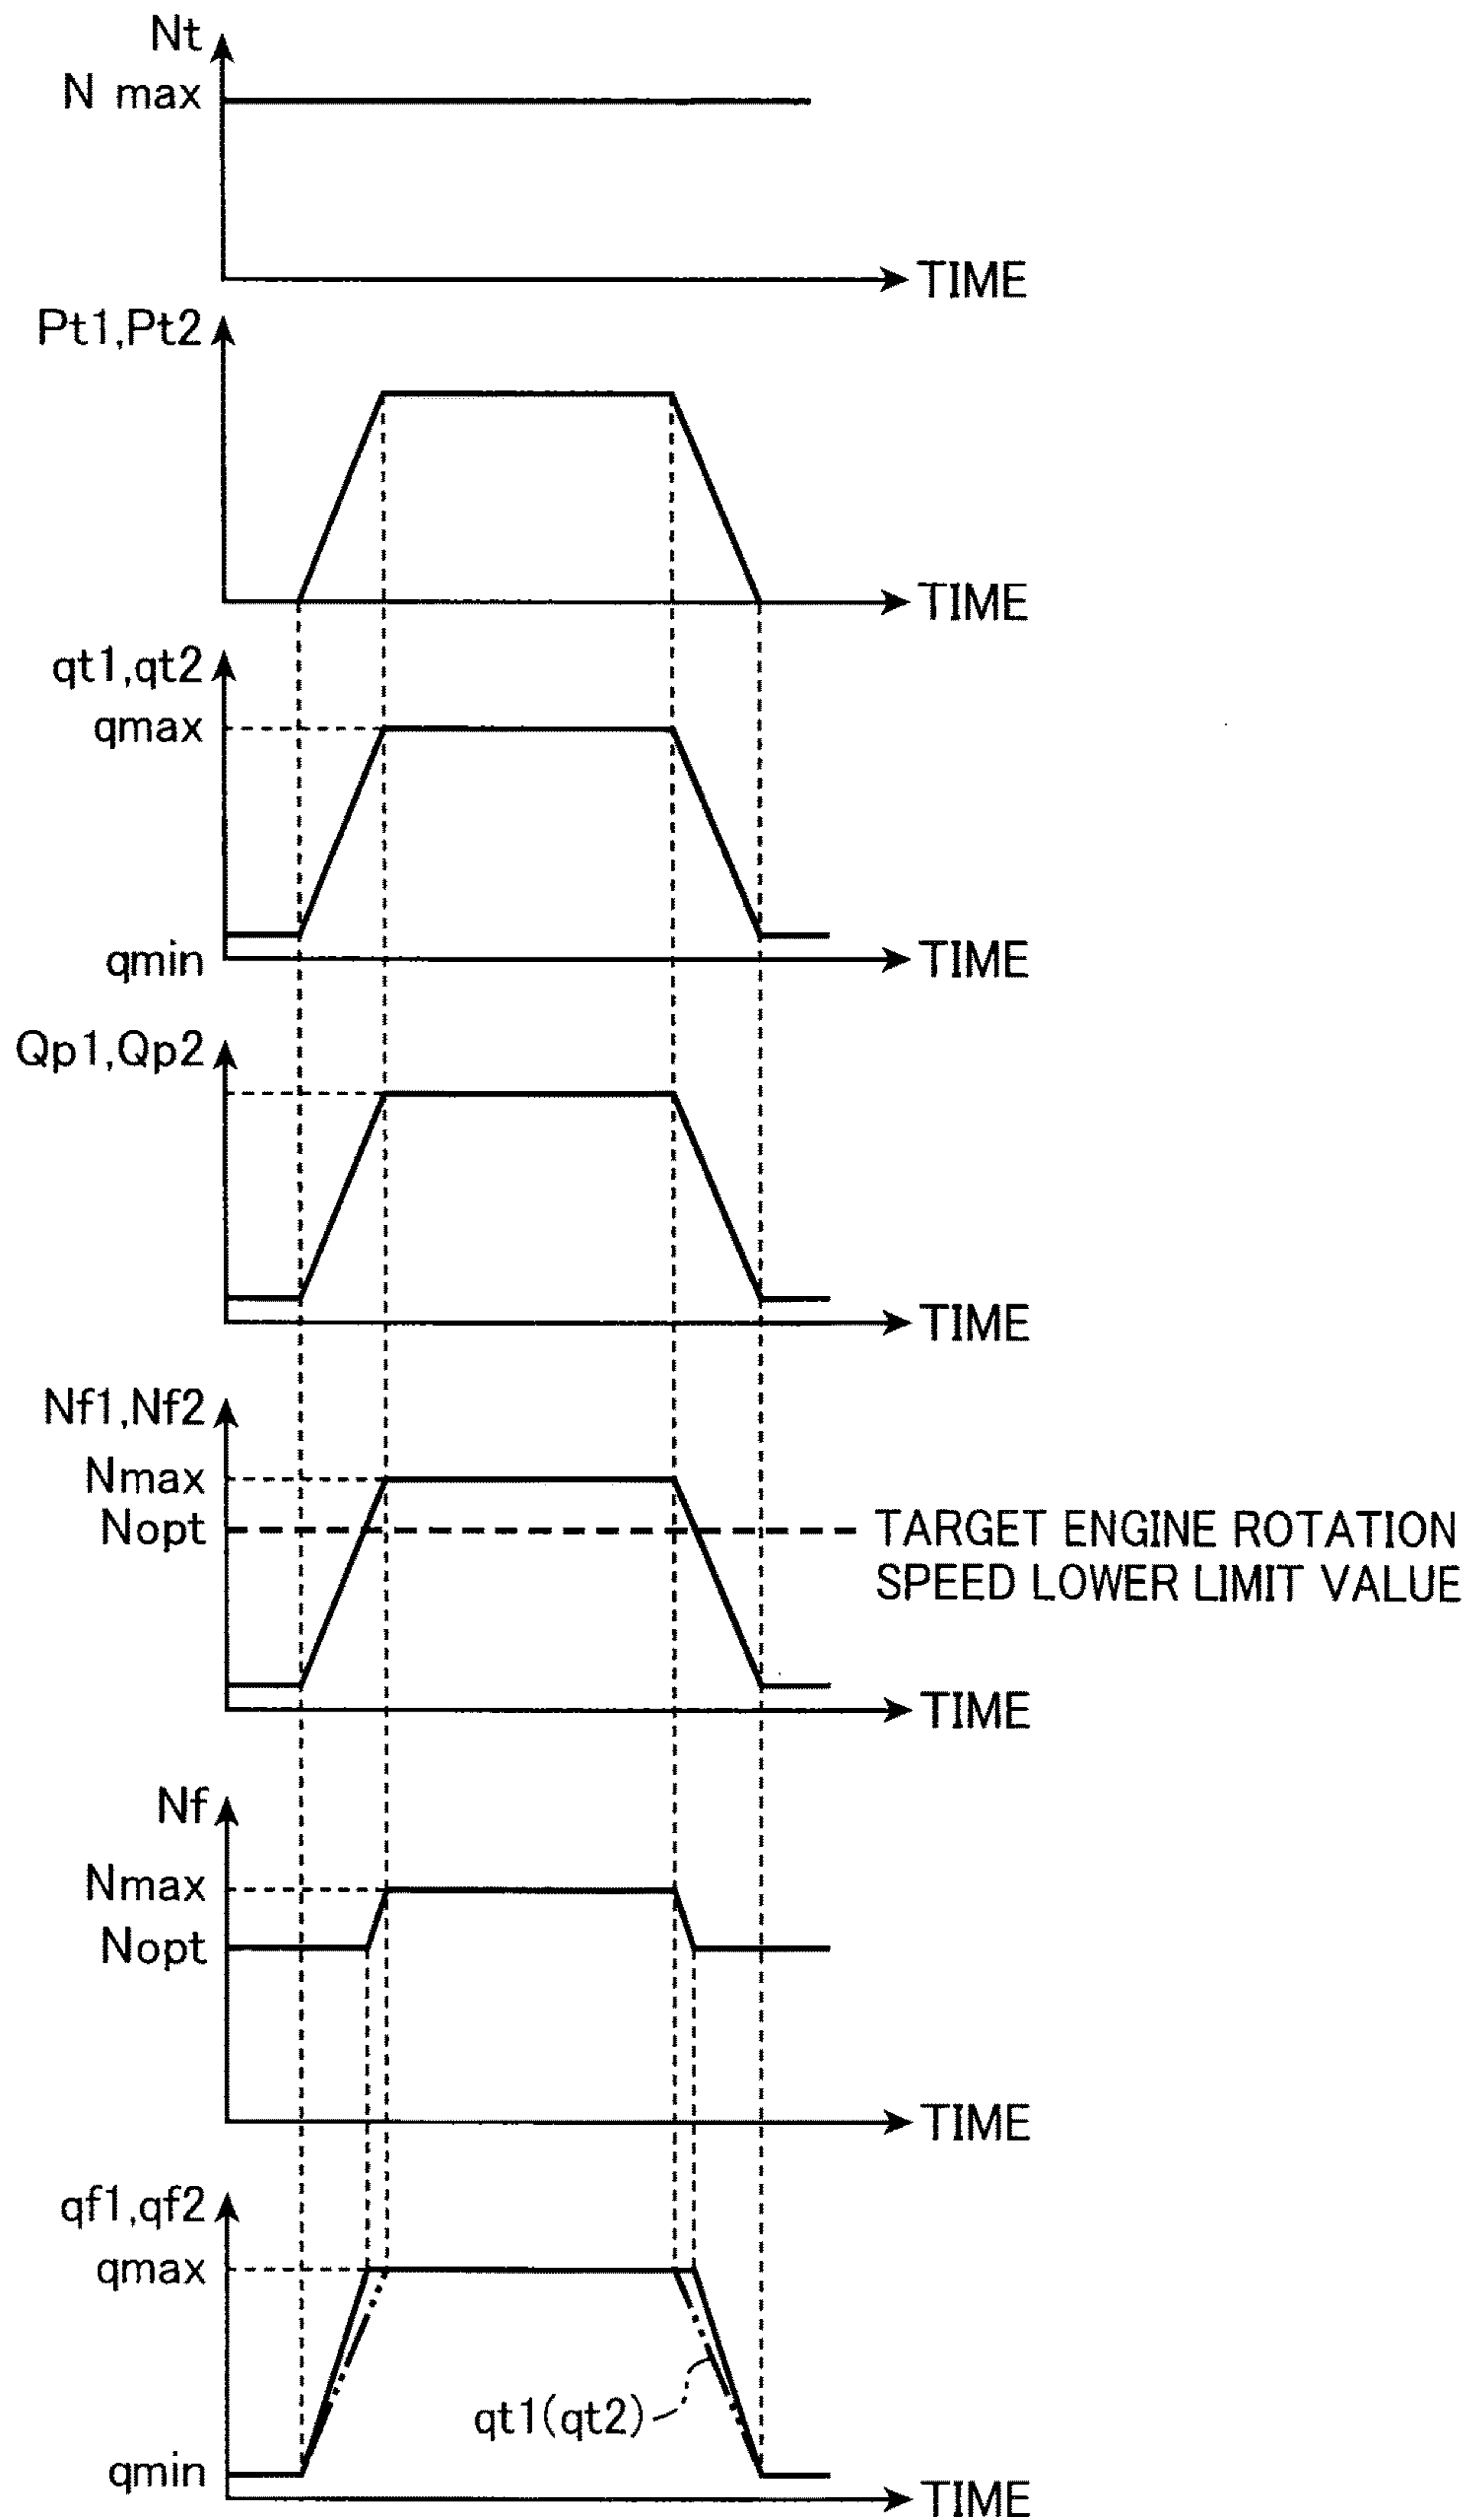 Nt
N max
TIME
Pt1,Pt2
TIME
qt1,qt2
qmax
qmin
TIME
Qp1,Qp2
TIME
Nf1,Nf2
Nmax
Nopt
TARGET ENGINE ROTATION
SPEED LOWER LIMIT VALUE
TIME
Nf
Nmax
Nopt
TIME
qf1,qf2
qmax
qt1(qt2)
qmin
TIME